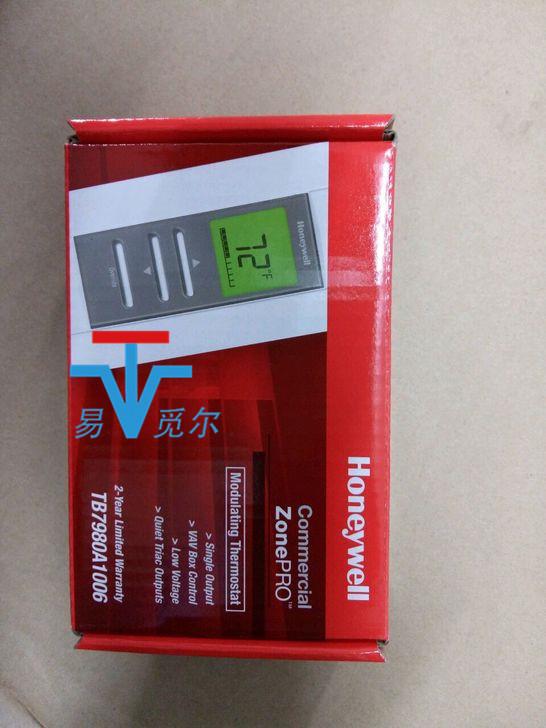 Honeywell
72°F
Override
易觅尔
Honeywell
Commercial
ZonePRO™
Modulating Thermostat
> Single Output
> VAV Box Control
> Low Voltage
> Quiet Triac Outputs
2-Year Limited Warranty
TB7980A1006